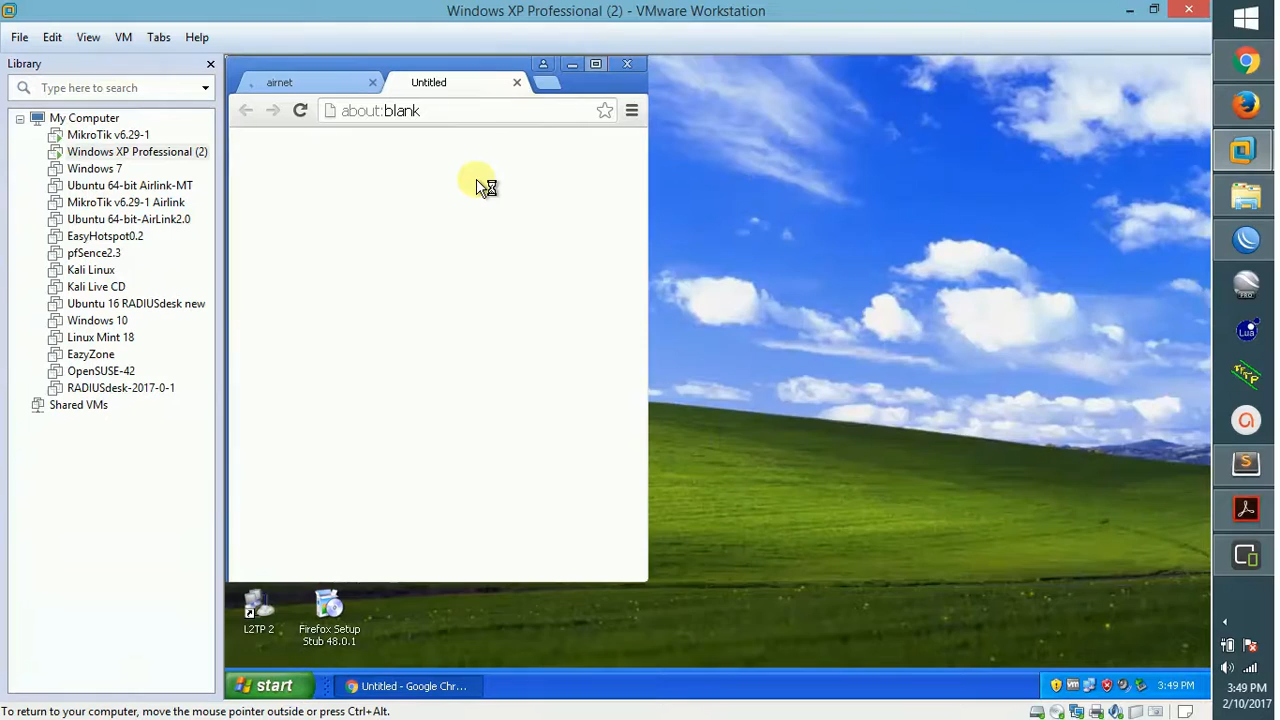 Windows XP Professional (2) - VMware Workstation
File Edit View VM Tabs Help
Library
Type here to search
My Computer
MikroTik v6.29-1
Windows XP Professional (2)
Windows 7
Ubuntu 64-bit Airlink-MT
MikroTik v6.29-1 Airlink
Ubuntu 64-bit-AirLink2.0
EasyHotspot0.2
pfSence2.3
Kali Linux
Kali Live CD
Ubuntu 16 RADIUSdesk new
Windows 10
Linux Mint 18
EazyZone
OpenSUSE-42
RADIUSdesk-2017-0-1
Shared VMs
airnet
Untitled
about:blank
L2TP 2
Firefox Setup
Stub 48.0.1
start
Untitled - Google Chr...
3:49 PM
PRO
Lua
3:49 PM
2/10/2017
To return to your computer, move the mouse pointer outside or press Ctrl+Alt.